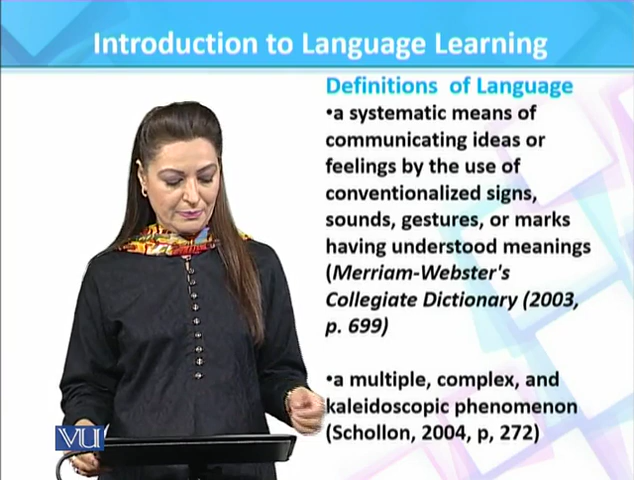 Introduction to Language Learning
Definitions of Language
•a systematic means of
communicating ideas or
feelings by the use of
conventionalized signs,
sounds, gestures, or marks
having understood meanings
(Merriam-Webster's
Collegiate Dictionary (2003,
p. 699)
•a multiple, complex, and
kaleidoscopic phenomenon
(Schollon, 2004, p, 272)
VU